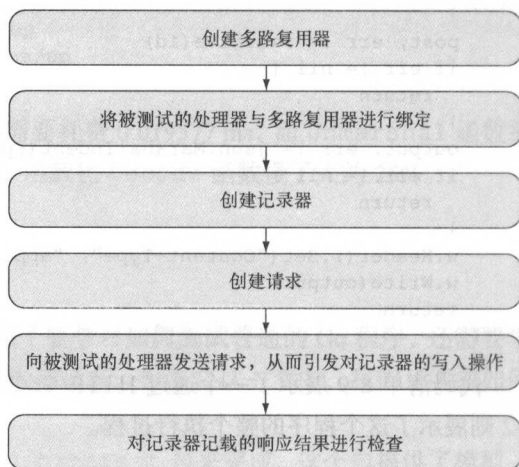 创建多路复用器
将被测试的处理器与多路复用器进行绑定
创建记录器
创建请求
向被测试的处理器发送请求，从而引发对记录器的写入操作
对记录器记载的响应结果进行检查